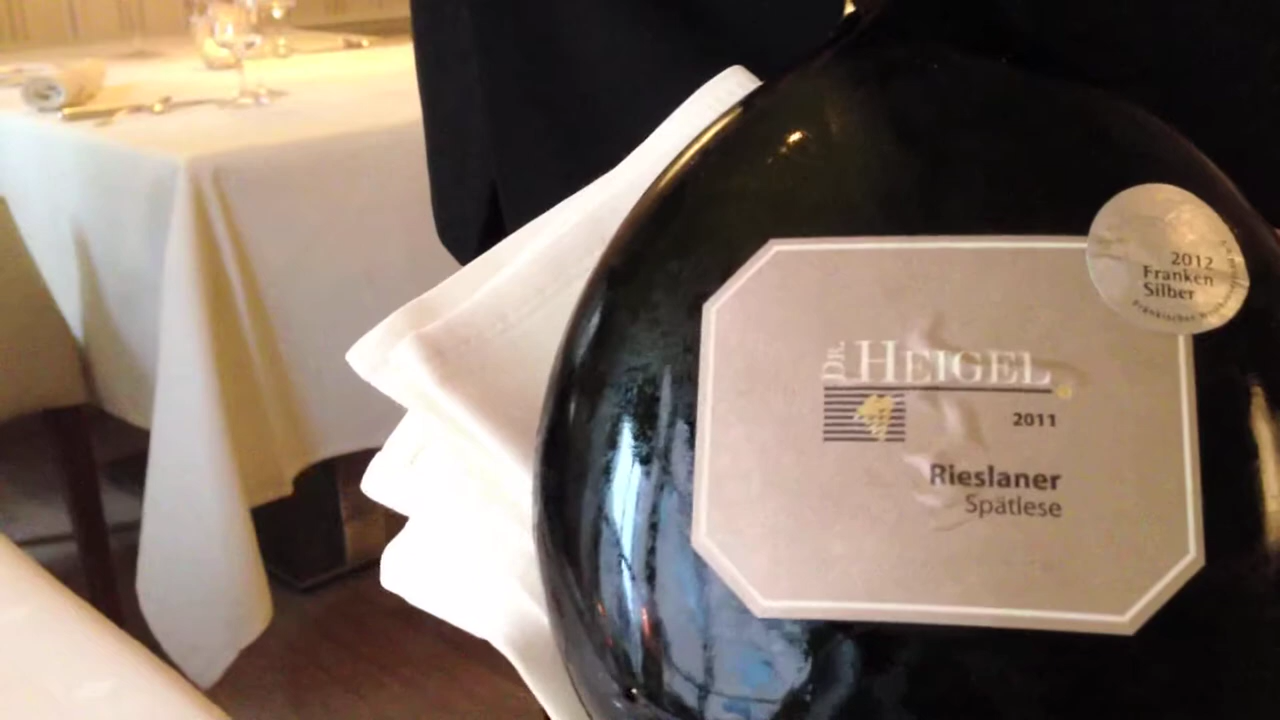 2012
Franken
Silber
DR. HEIGEL
2011
Rieslaner
Spätlese